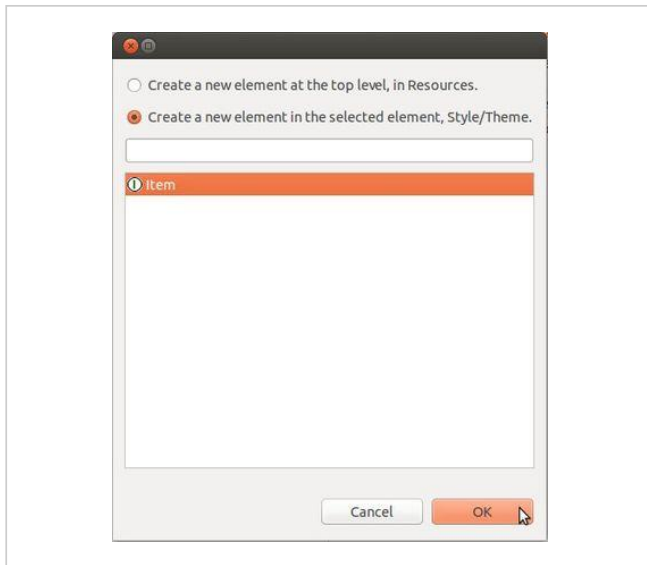 Create a new element at the top level, in Resources.
Create a new element in the selected element, Style/Theme.
I Item
Cancel
OK